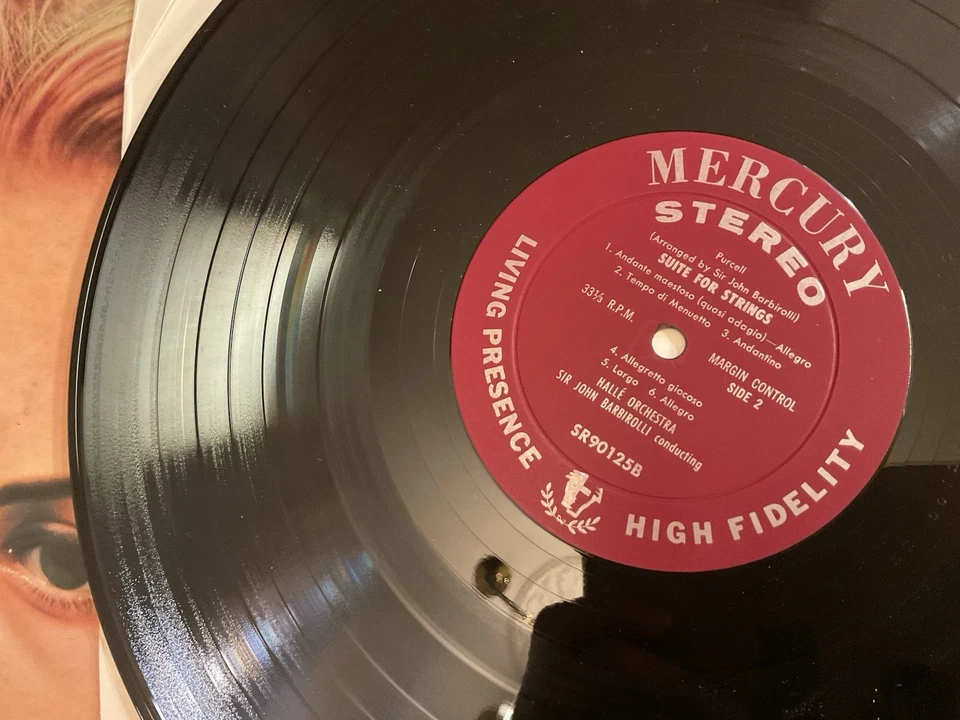 MERCURY
STEREO
Purcell
(Arranged by Sir John Barbirolli)
SUITE FOR STRINGS
1. Andante maestoso (quasi adagio)—Allegro
2. Tempo di Menuetto 3. Andantino
33⅓ R.P.M.
MARGIN CONTROL
SIDE 2
4. Allegretto giocoso
5. Largo 6. Allegro
HALLÉ ORCHESTRA
SIR JOHN BARBIROLLI conducting
SR90125B
LIVING PRESENCE
HIGH FIDELITY